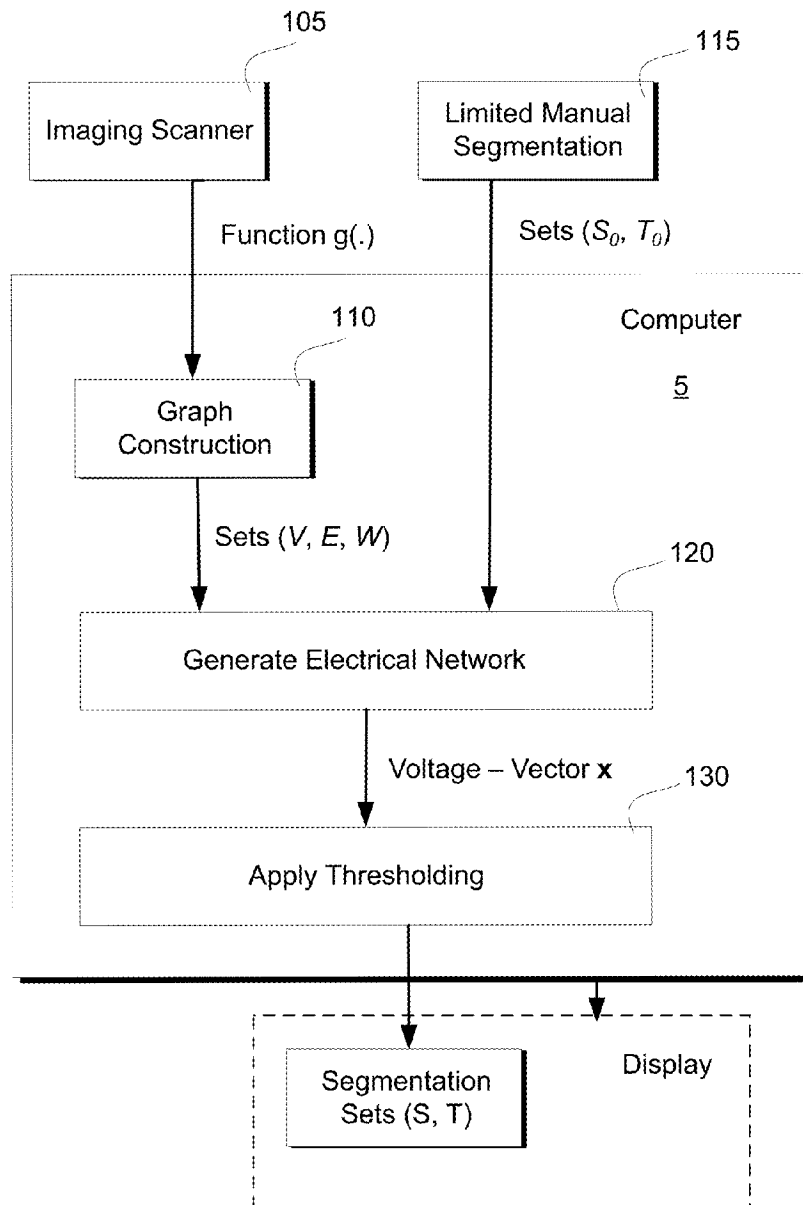 105
115
Imaging Scanner
Limited Manual
Segmentation
Function g(.)
Sets (S0, T0)
Computer
5
110
Graph
Construction
Sets (V, E, W)
120
Generate Electrical Network
Voltage – Vector x
130
Apply Thresholding
Display
Segmentation
Sets (S, T)